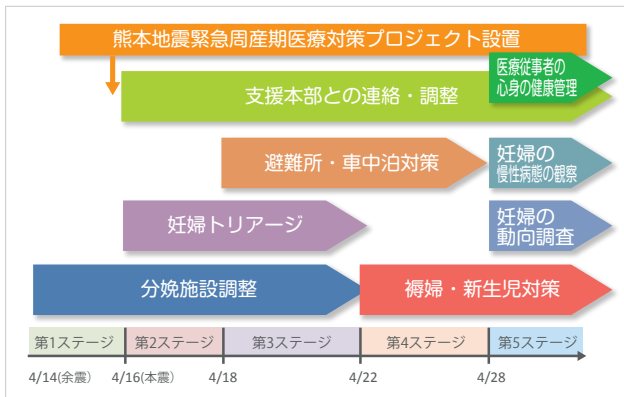 熊本地震緊急周産期医療対策プロジェクト設置
医療従事者の
心身の健康管理
支援本部との連絡・調整
避難所・車中泊対策
妊婦の
慢性病態の観察
妊婦トリアージ
妊婦の
動向調査
分娩施設調整
褥婦・新生児対策
第1ステージ
第2ステージ
第3ステージ
第4ステージ
第5ステージ
4/14(余震)
4/16(本震)
4/18
4/22
4/28